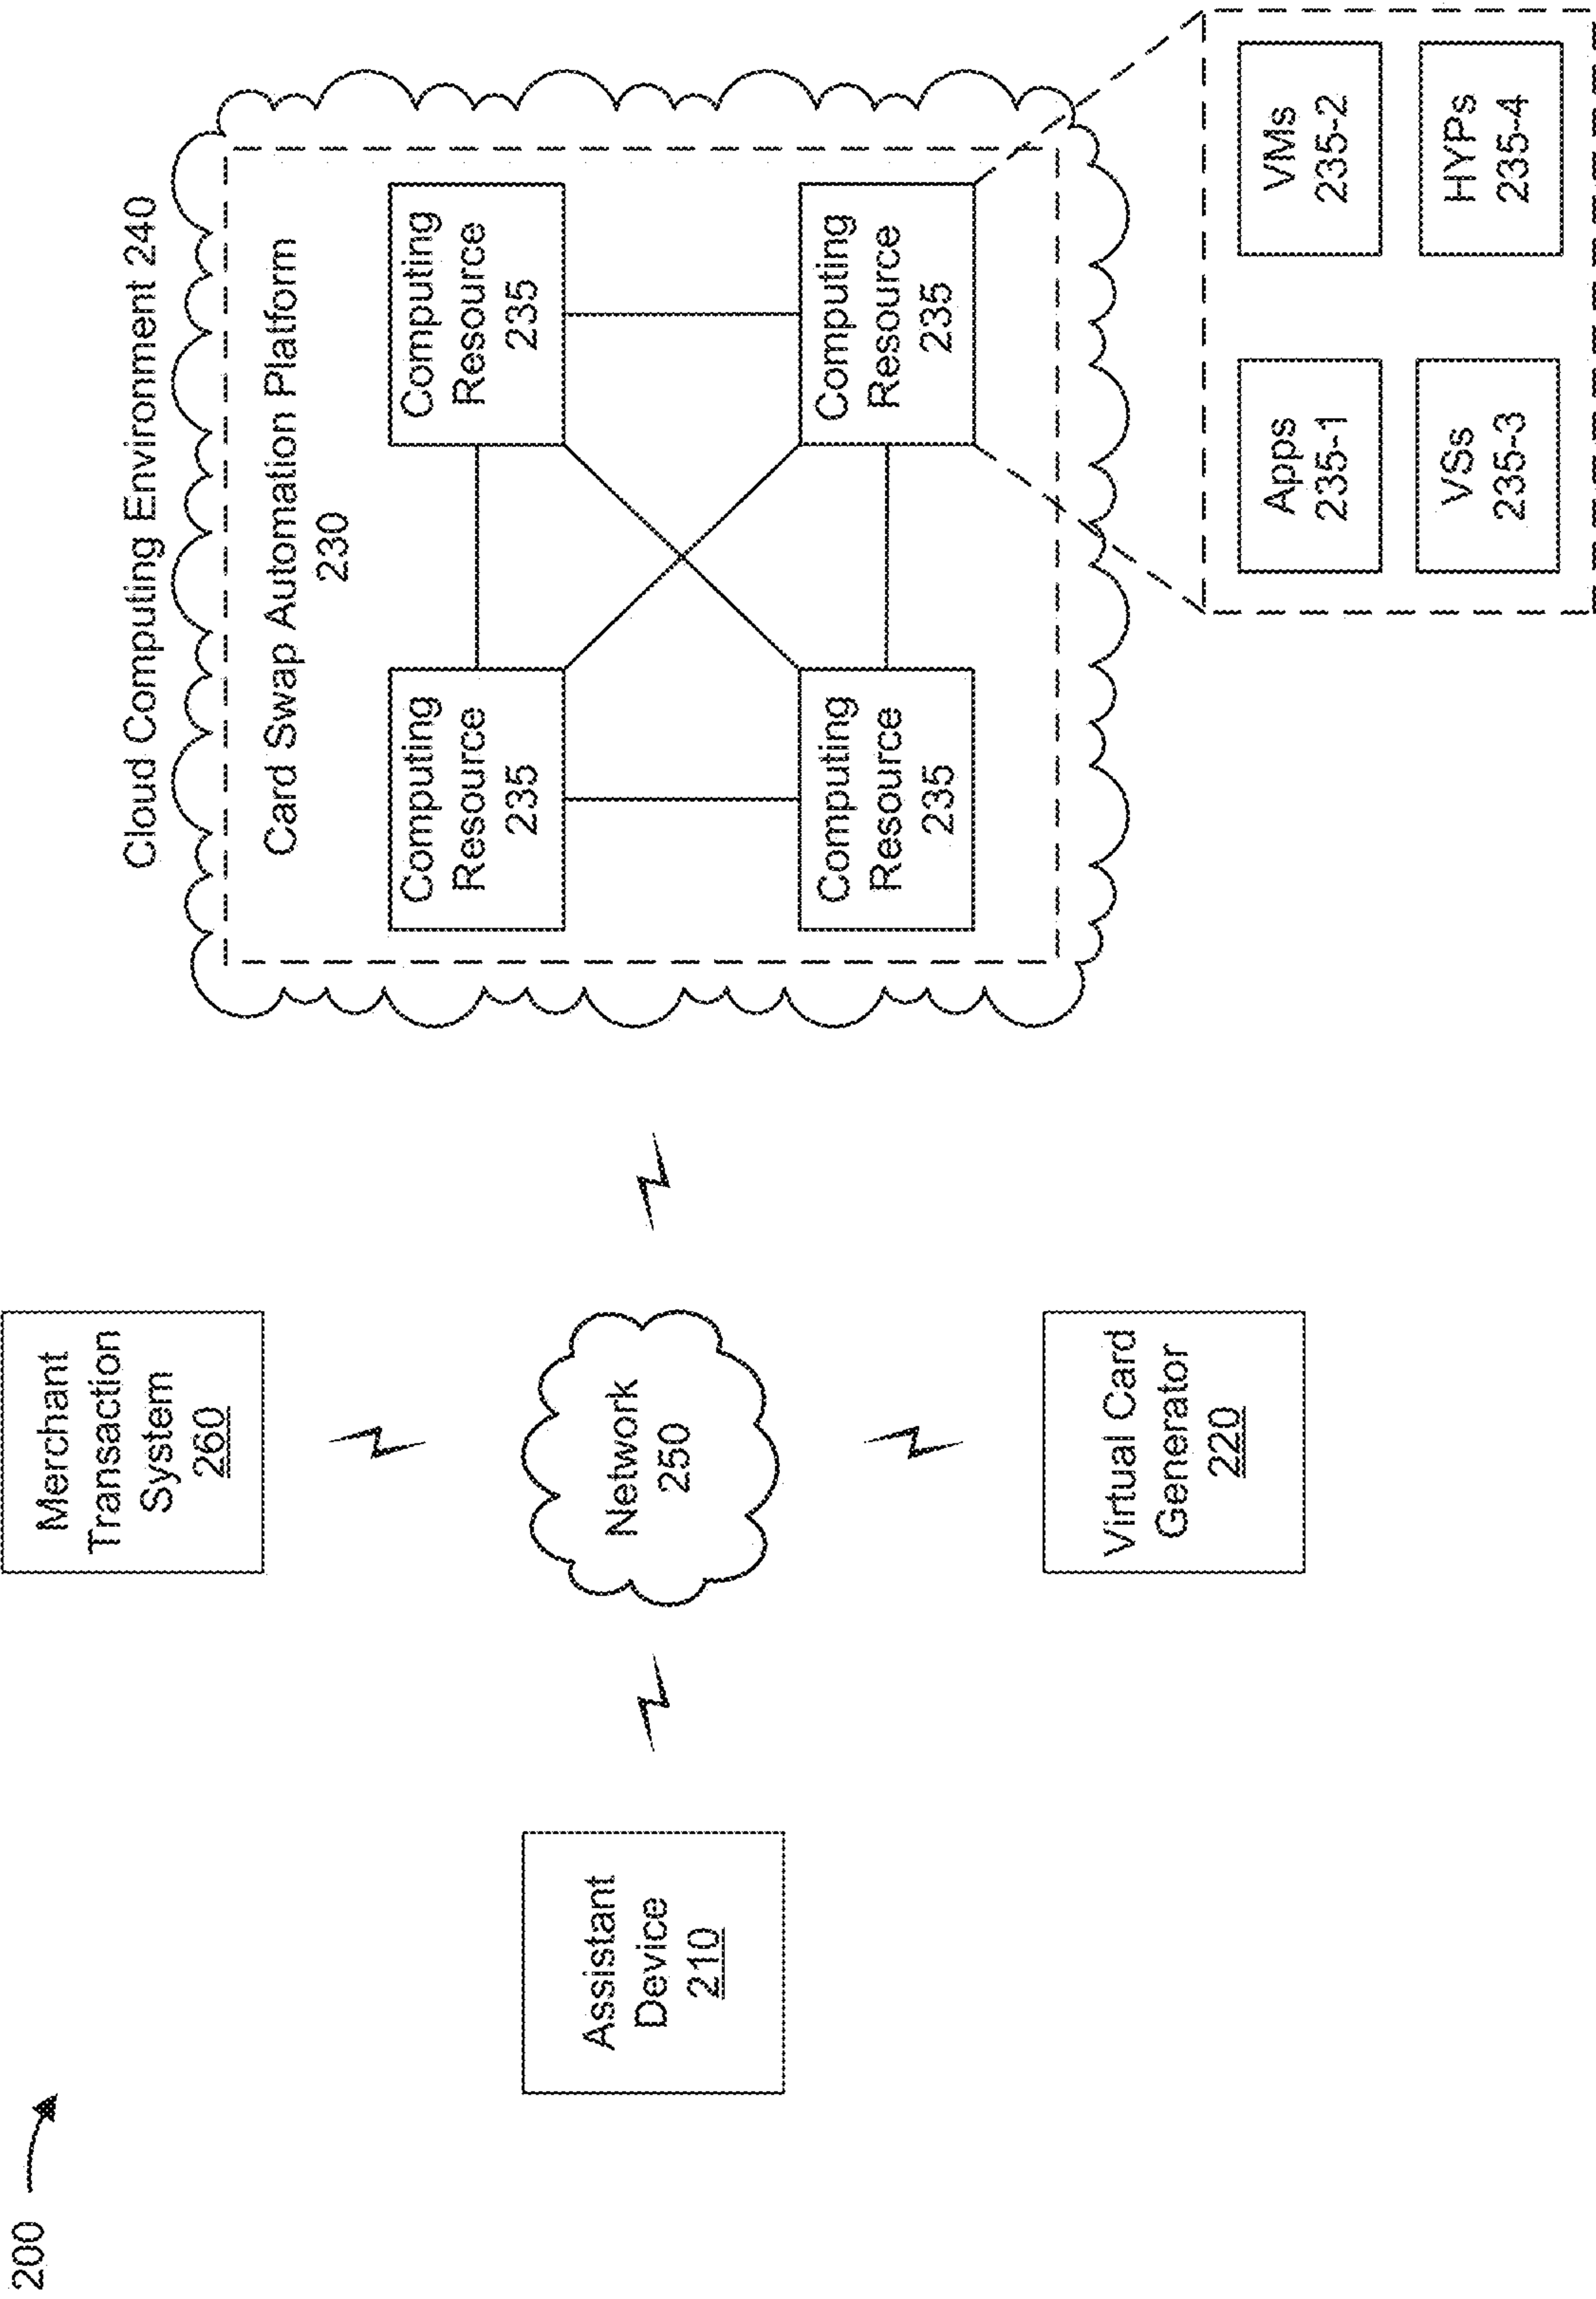 200
Merchant
Transaction
System
260
Cloud Computing Environment 240
Card Swap Automation Platform
230
Computing
Resource
235
Computing
Resource
235
Assistant
Device
210
Network
250
Computing
Resource
235
Computing
Resource
235
Virtual Card
Generator
220
Apps
235-1
VMs
235-2
VSs
235-3
HYPs
235-4